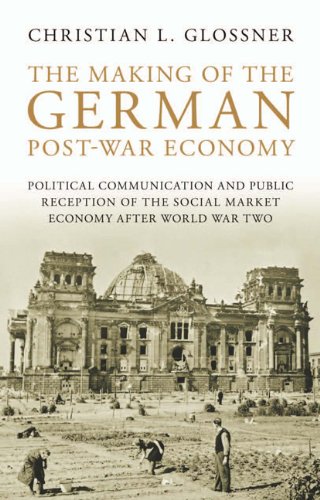 CHRISTIAN L. GLOSSNER
THE MAKING OF THE
GERMAN
POST-WAR ECONOMY
POLITICAL COMMUNICATION AND PUBLIC
RECEPTION OF THE SOCIAL MARKET
ECONOMY AFTER WORLD WAR TWO